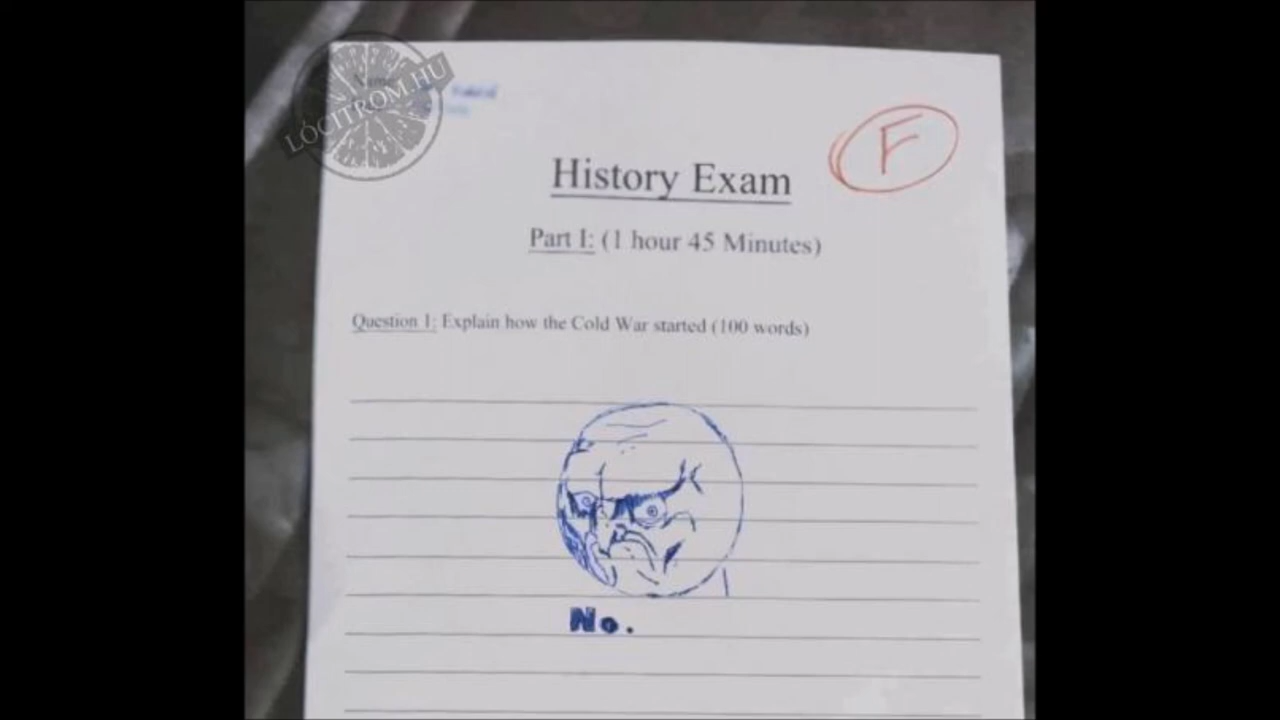 LÓCITROM.HU
Name
F
History Exam
Part I: (1 hour 45 Minutes)
Question 1: Explain how the Cold War started (100 words)
No.